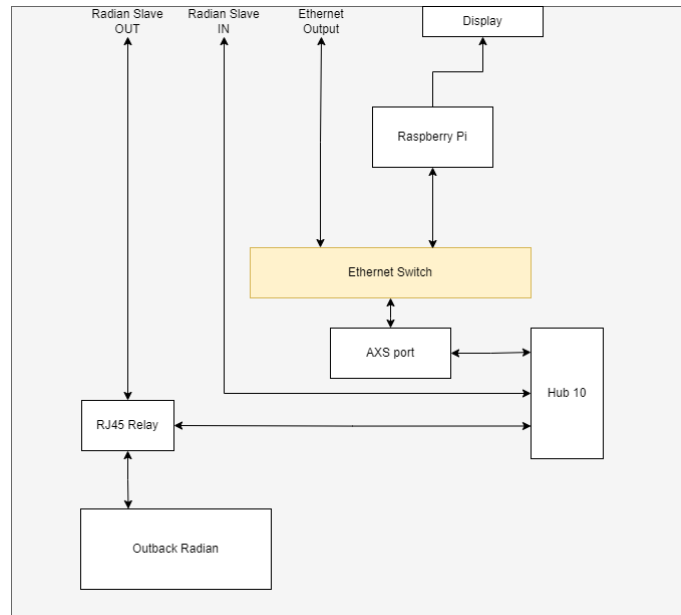 Radian Slave
OUT
Radian Slave
IN
Ethernet
Output
Display
Raspberry Pi
Ethernet Switch
AXS port
Hub 10
RJ45 Relay
Outback Radian